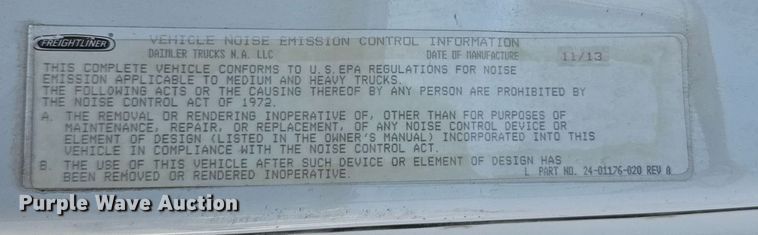 FREIGHTLINER VEHICLE NOISE EMISSION CONTROL INFORMATION
DAIMLER TRUCKS N.A. LLC DATE OF MANUFACTURE 11/13
THIS COMPLETE VEHICLE CONFORMS TO U.S.EPA REGULATIONS FOR NOISE
EMISSION APPLICABLE TO MEDIUM AND HEAVY TRUCKS.
THE FOLLOWING ACTS OR THE CAUSING THEREOF BY ANY PERSON ARE PROHIBITED BY
THE NOISE CONTROL ACT OF 1972.
A. THE REMOVAL OR RENDERING INOPERATIVE OF, OTHER THAN FOR PURPOSES OF
MAINTENANCE, REPAIR, OR REPLACEMENT, OF ANY NOISE CONTROL DEVICE OR
ELEMENT OF DESIGN (LISTED IN THE OWNER'S MANUAL) INCORPORATED INTO THIS
VEHICLE IN COMPLIANCE WITH THE NOISE CONTROL ACT.
B. THE USE OF THIS VEHICLE AFTER SUCH DEVICE OR ELEMENT OF DESIGN HAS
BEEN REMOVED OR RENDERED INOPERATIVE. L PART NO. 24-01176-020 REV B
Purple Wave Auction